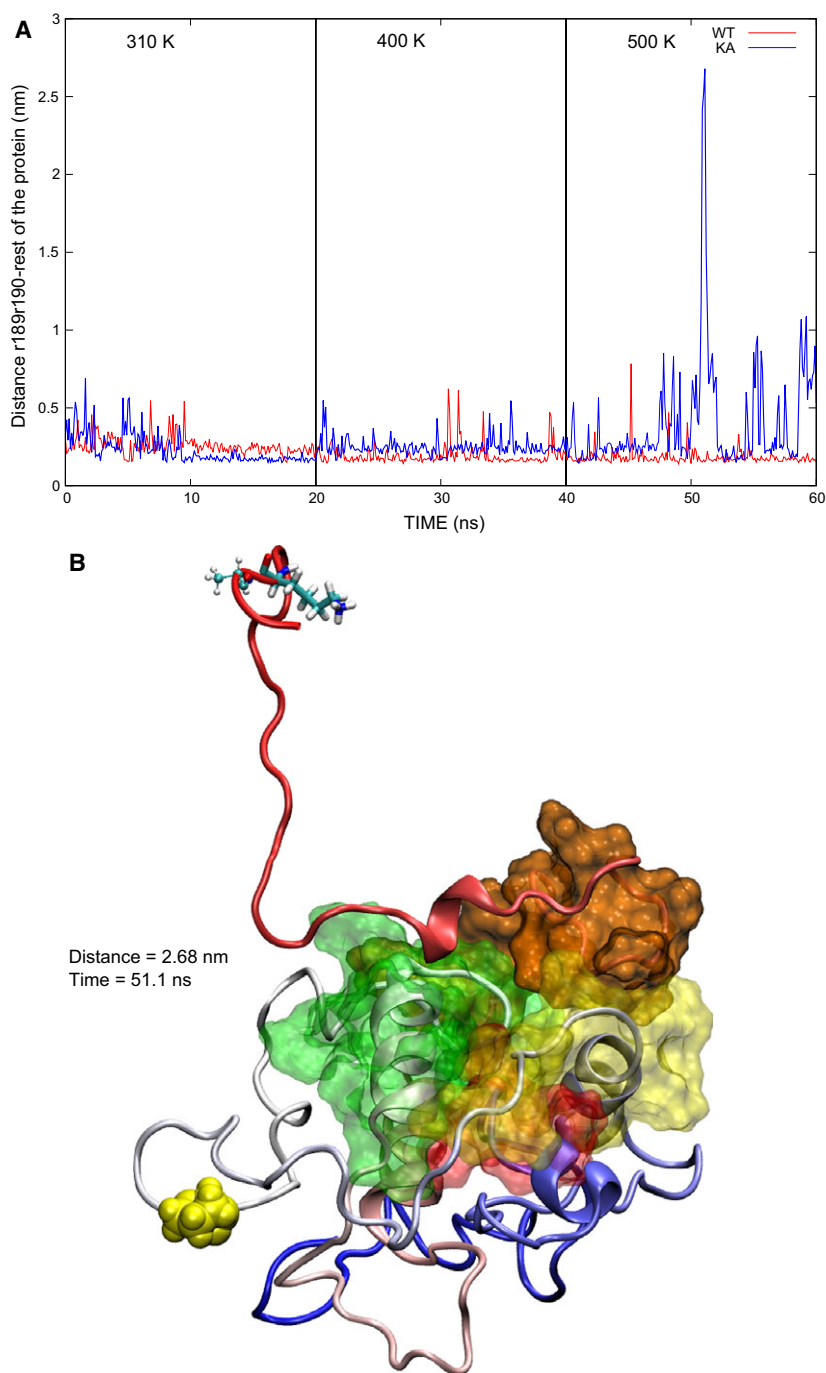 A
310 K 400 K 500 K WT
KA
3
2.5
2
1.5
1
0.5
0
Distance r189r190-rest of the protein (nm)
0 10 20 30 40 50 60
TIME (ns)
B
Distance = 2.68 nm
Time = 51.1 ns